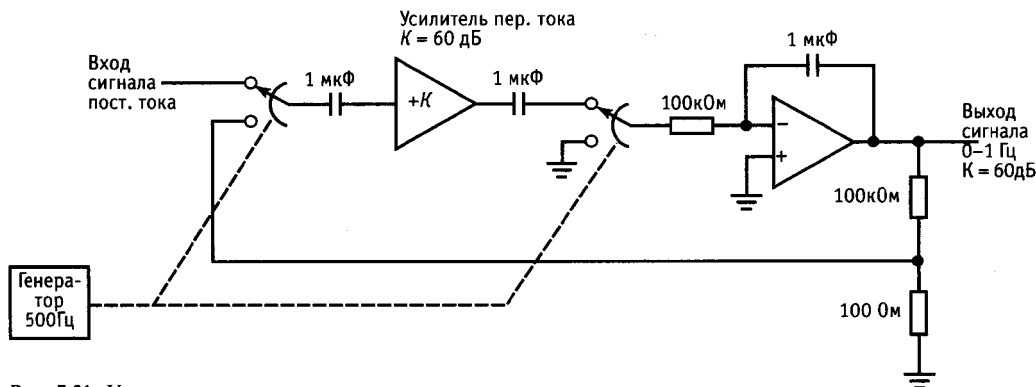 Усилитель пер. тока
K = 60 дБ
Вход
сигнала
пост. тока
1 мкФ
+K
1 мкФ
100кОм
1 мкФ
−
+
Выход
сигнала
0–1 Гц
K = 60дБ
100кОм
100 Ом
Генера-
тор
500Гц